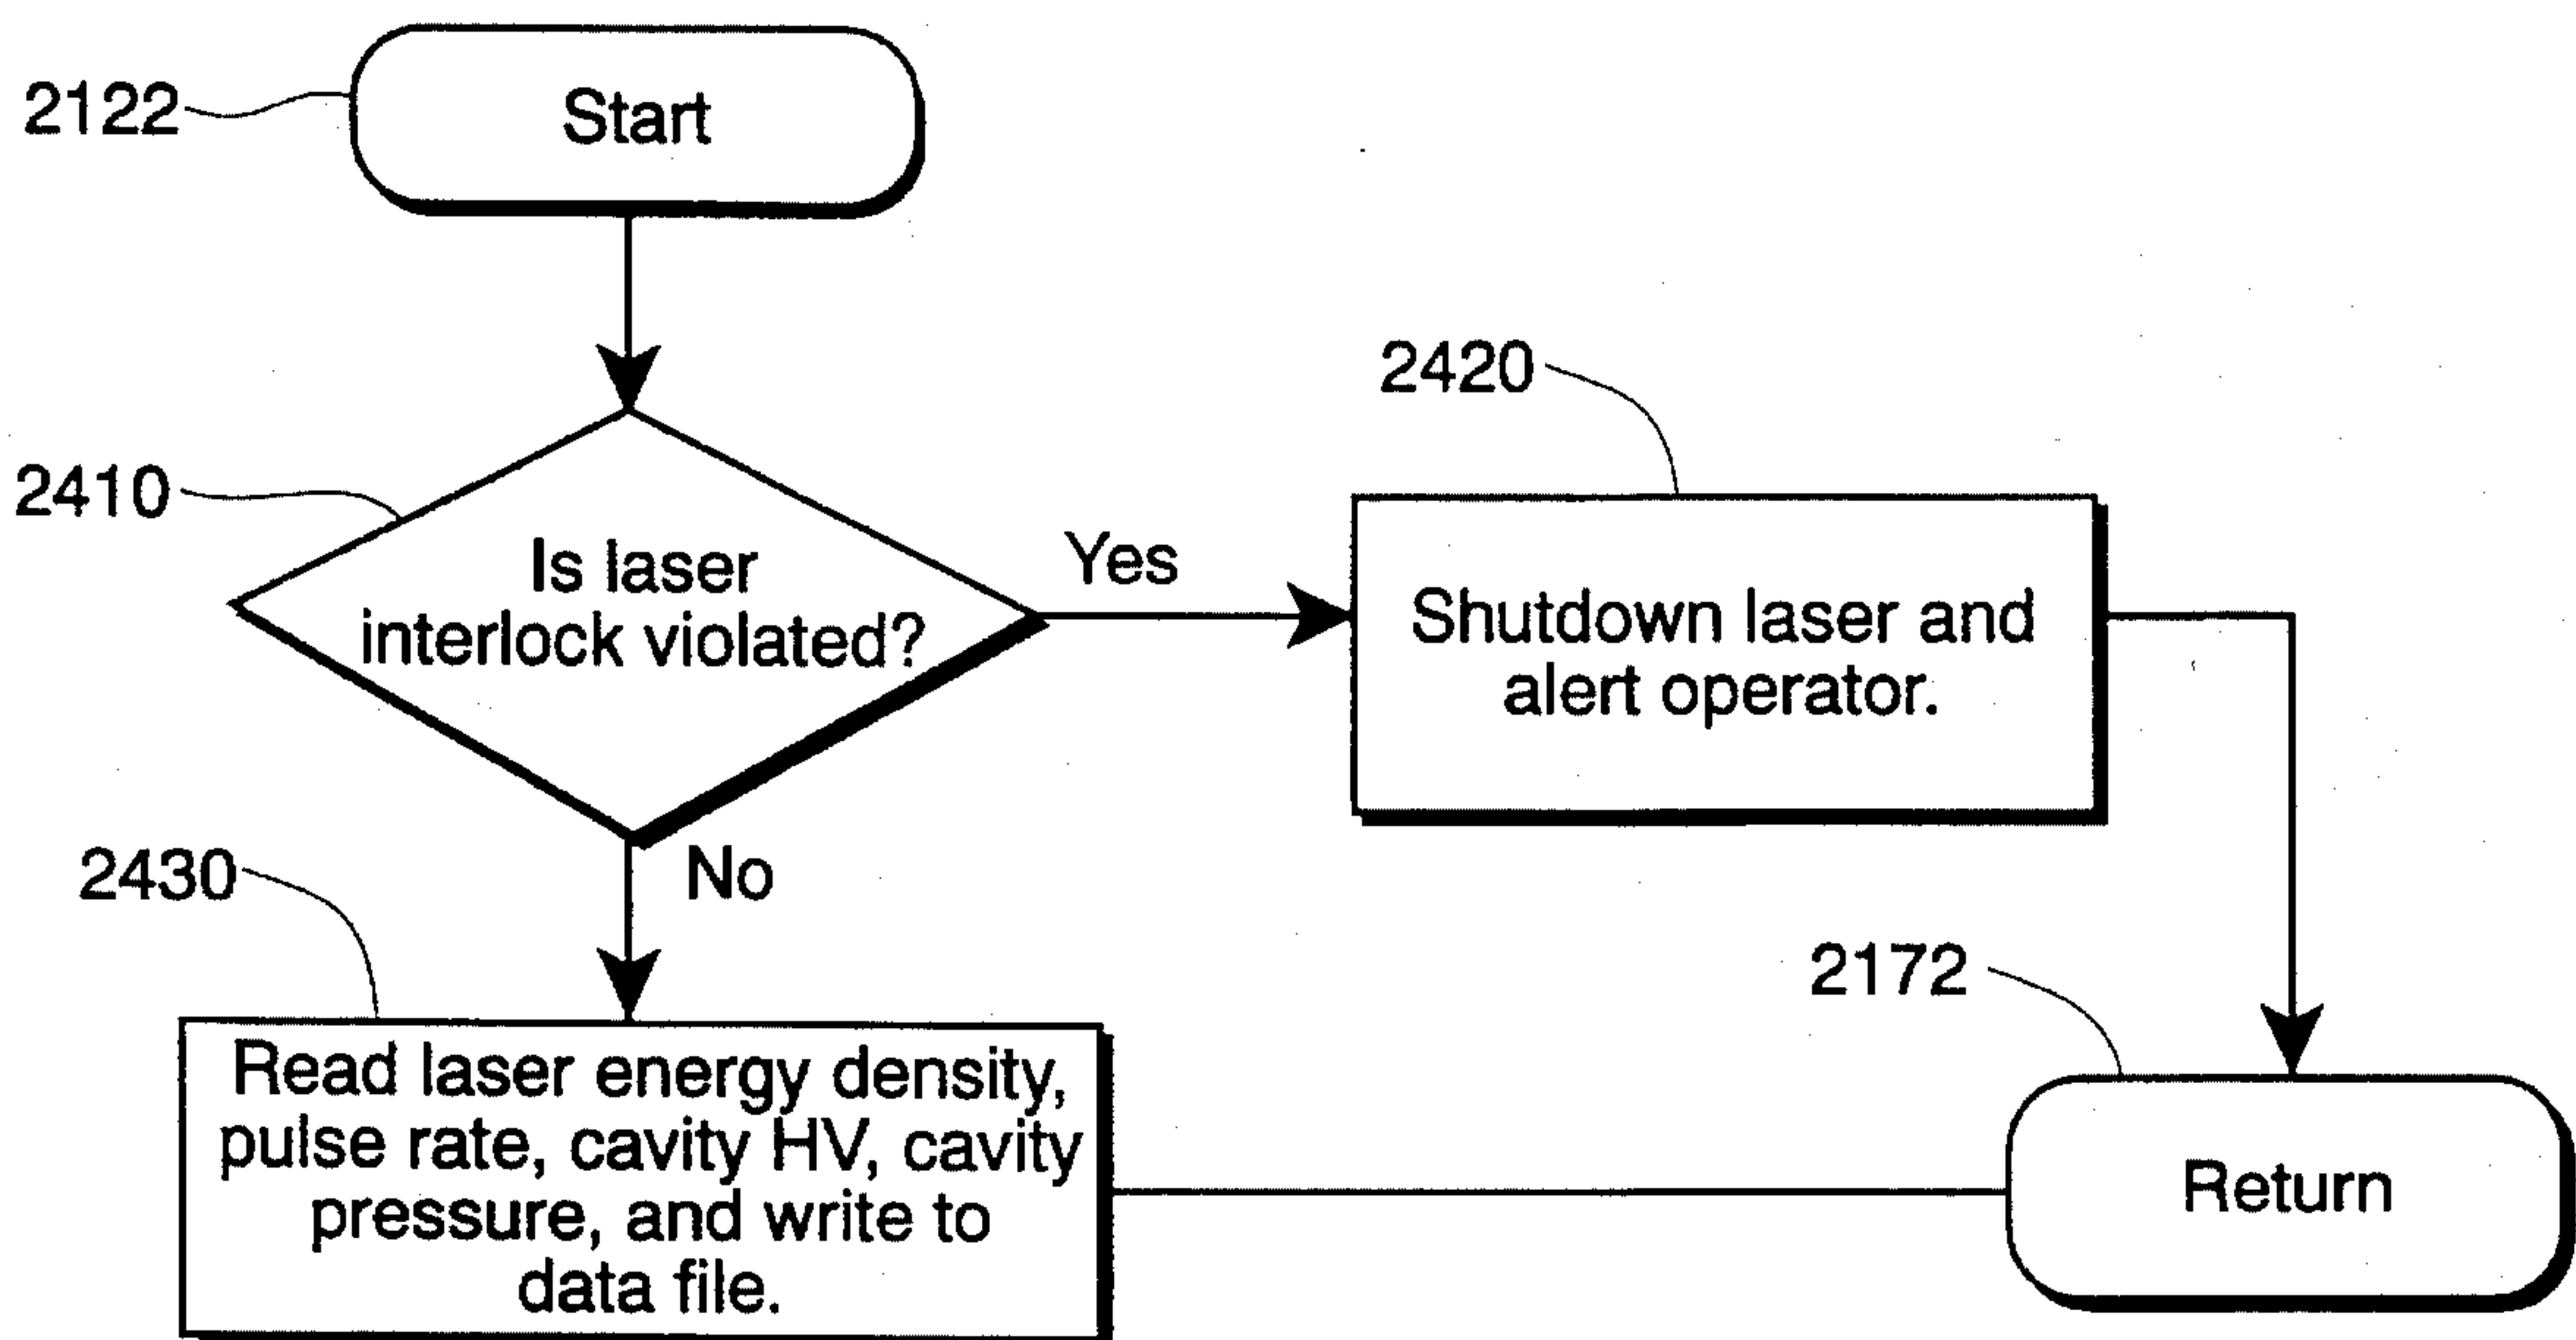 2122
Start
2410
Is laser
interlock violated?
Yes
2420
Shutdown laser and
alert operator.
No
2430
Read laser energy density,
pulse rate, cavity HV, cavity
pressure, and write to
data file.
2172
Return